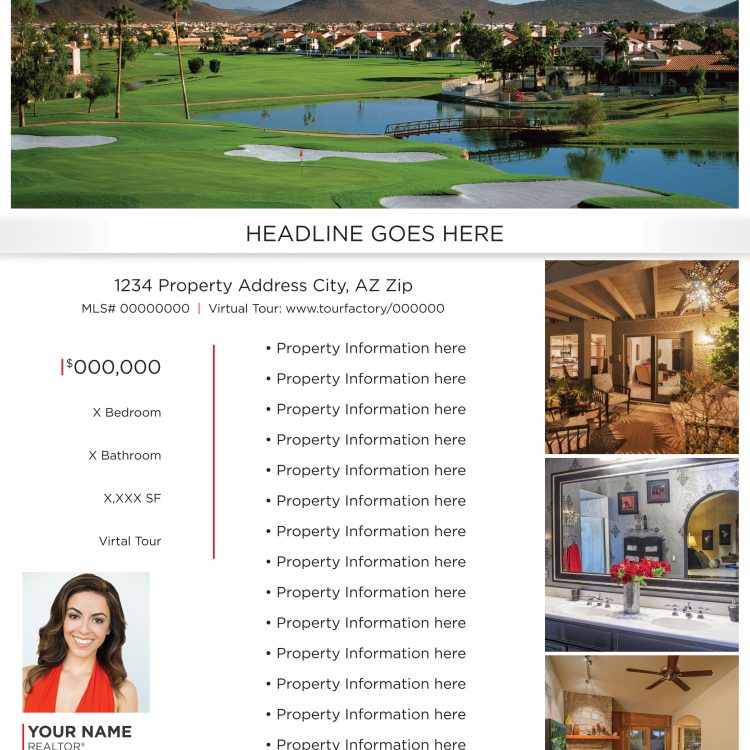 HEADLINE GOES HERE
1234 Property Address City, AZ Zip
MLS# 00000000 | Virtual Tour: www.tourfactory/000000
$000,000
X Bedroom
X Bathroom
X,XXX SF
Virtal Tour
• Property Information here
• Property Information here
• Property Information here
• Property Information here
• Property Information here
• Property Information here
• Property Information here
• Property Information here
• Property Information here
• Property Information here
• Property Information here
• Property Information here
• Property Information here
• Property Information here
YOUR NAME
REALTOR®